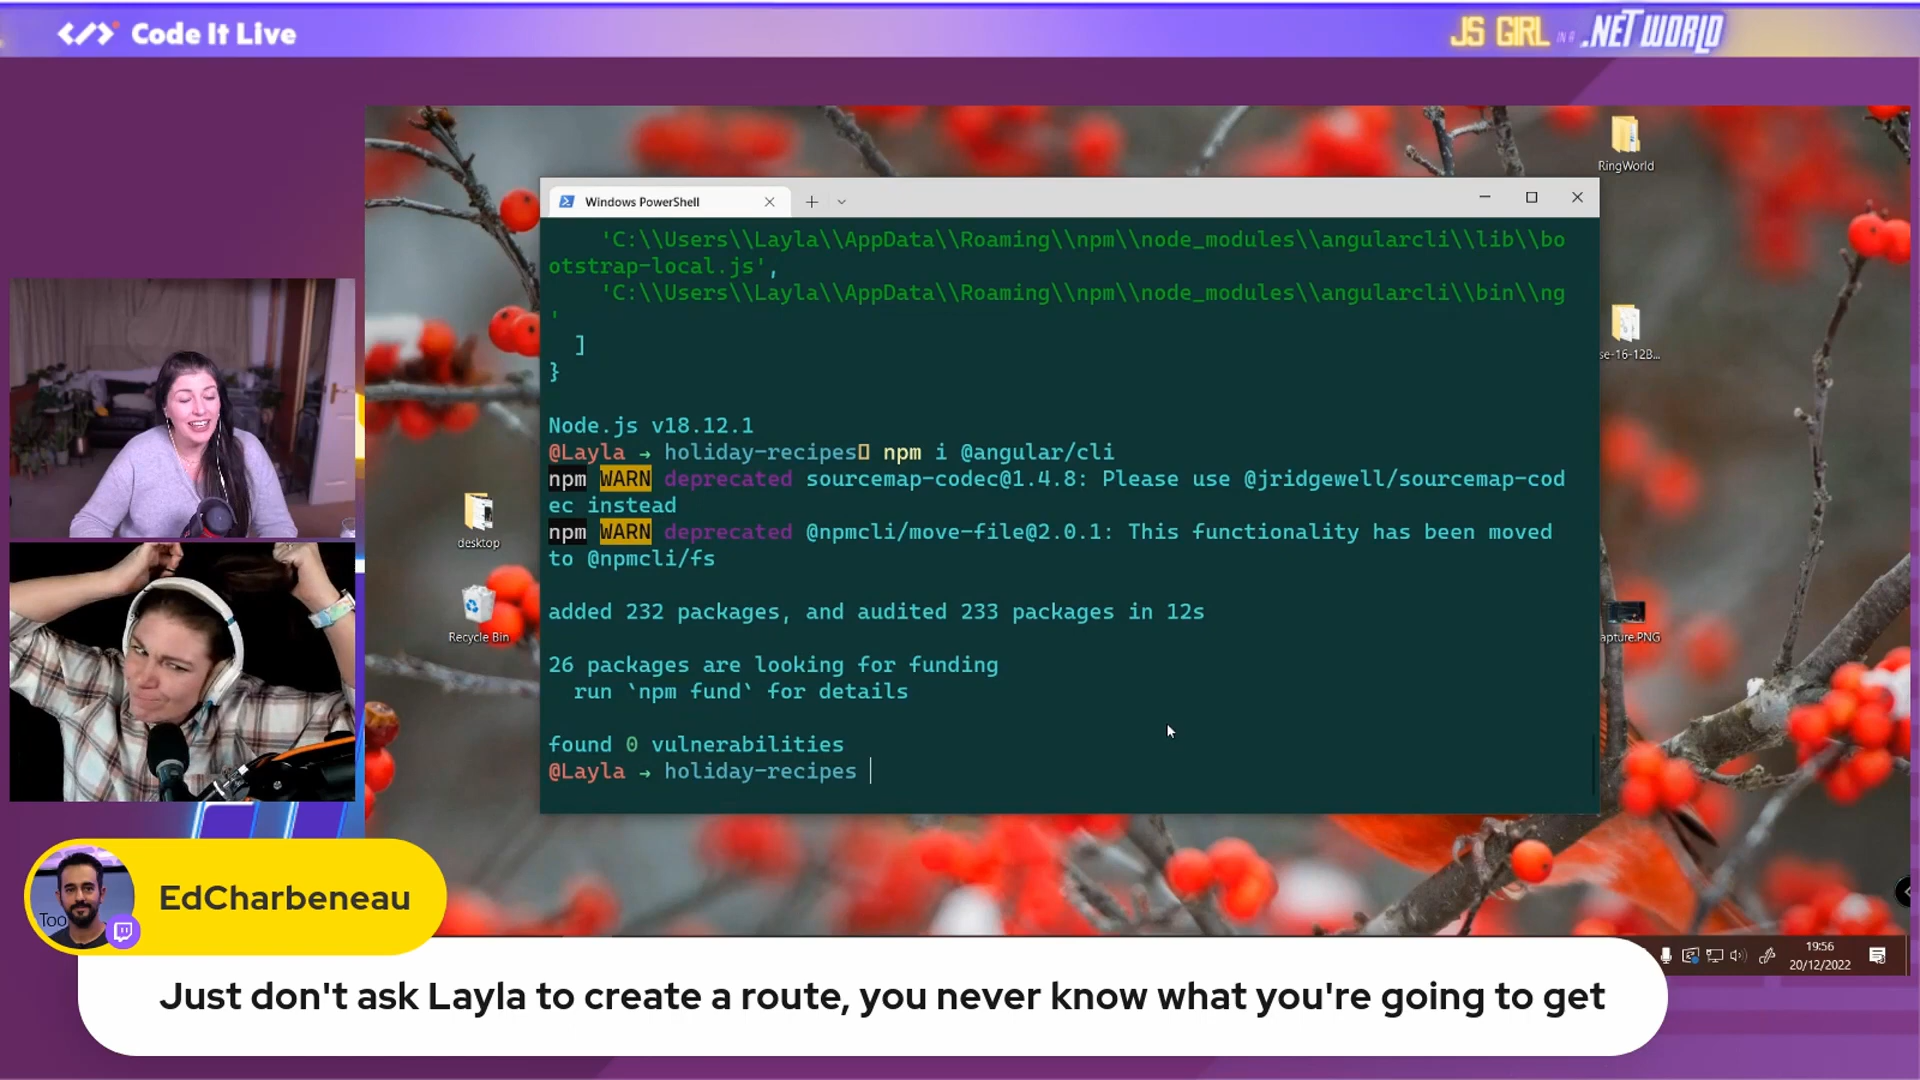 Code It Live
JS GIRL IN A .NET WORLD
RingWorld
Windows PowerShell
'C:\\Users\\Layla\\AppData\\Roaming\\npm\\node_modules\\angularcli\\lib\\bo
otstrap-local.js',
'C:\\Users\\Layla\\AppData\\Roaming\\npm\\node_modules\\angularcli\\bin\\ng
'
]
}
se-16-12B...
Node.js v18.12.1
@Layla → holiday-recipes▯ npm i @angular/cli
npm WARN deprecated sourcemap-codec@1.4.8: Please use @jridgewell/sourcemap-cod
ec instead
npm WARN deprecated @npmcli/move-file@2.0.1: This functionality has been moved
to @npmcli/fs
desktop
added 232 packages, and audited 233 packages in 12s
Recycle Bin
apture.PNG
26 packages are looking for funding
run `npm fund` for details
found 0 vulnerabilities
@Layla → holiday-recipes
Too
EdCharbeneau
19:56
20/12/2022
Just don't ask Layla to create a route, you never know what you're going to get